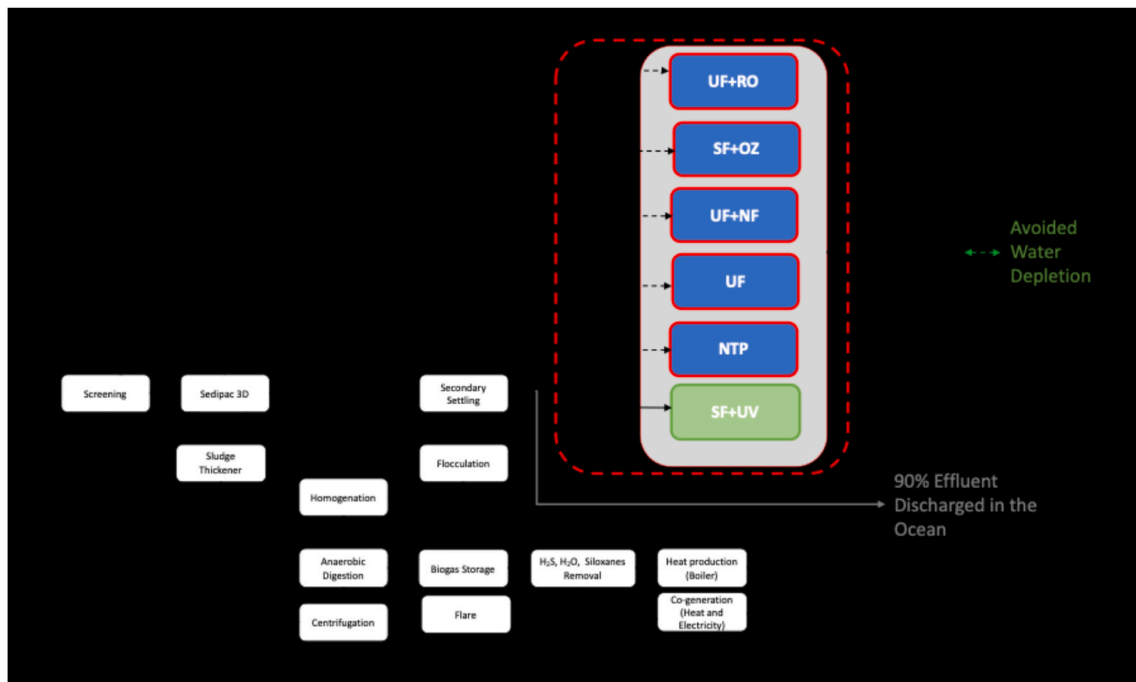 UF+RO
SF+OZ
UF+NF
Avoided
Water
Depletion
UF
NTP
Screening
Sedipac 3D
Secondary
Settling
SF+UV
Sludge
Thickener
Flocculation
90% Effluent
Discharged in the
Ocean
Homogenation
Anaerobic
Digestion
Biogas Storage
H₂S, H₂O, Siloxanes
Removal
Heat production
(Boiler)
Centrifugation
Flare
Co-generation
(Heat and
Electricity)